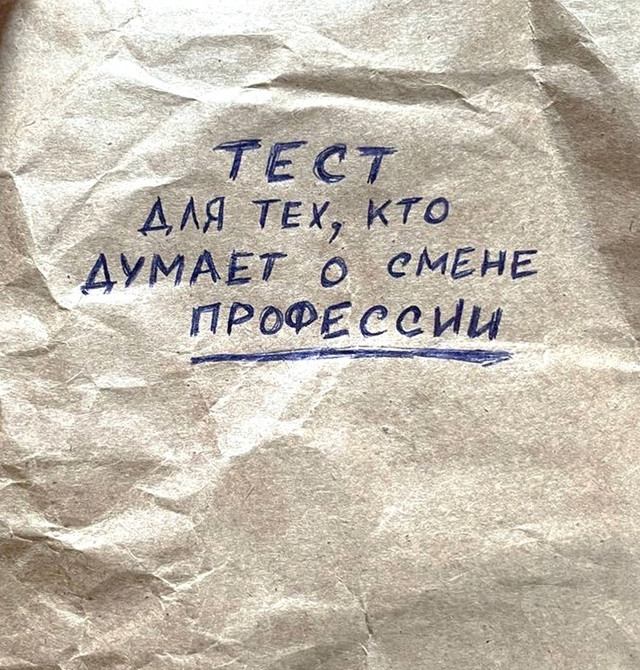 ТЕСТ
ДЛЯ ТЕХ, КТО
ДУМАЕТ О СМЕНЕ
ПРОФЕССИИ